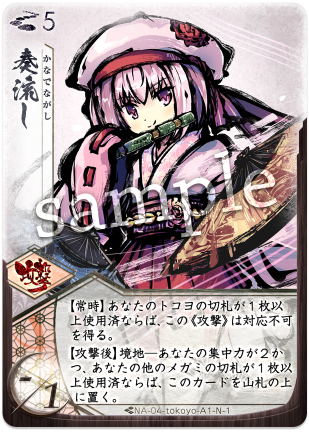 5
かなでながし
奏流し
sample
攻撃
【常時】あなたのトコヨの切札が1枚以
上使用済ならば、この《攻撃》は対応不可
を得る。
【攻撃後】境地─あなたの集中力が2か
つ、あなたの他のメガミの切札が1枚以
上使用済ならば、このカードを山札の上
に置く。
-/1
NA-04-tokoyo-A1-N-1